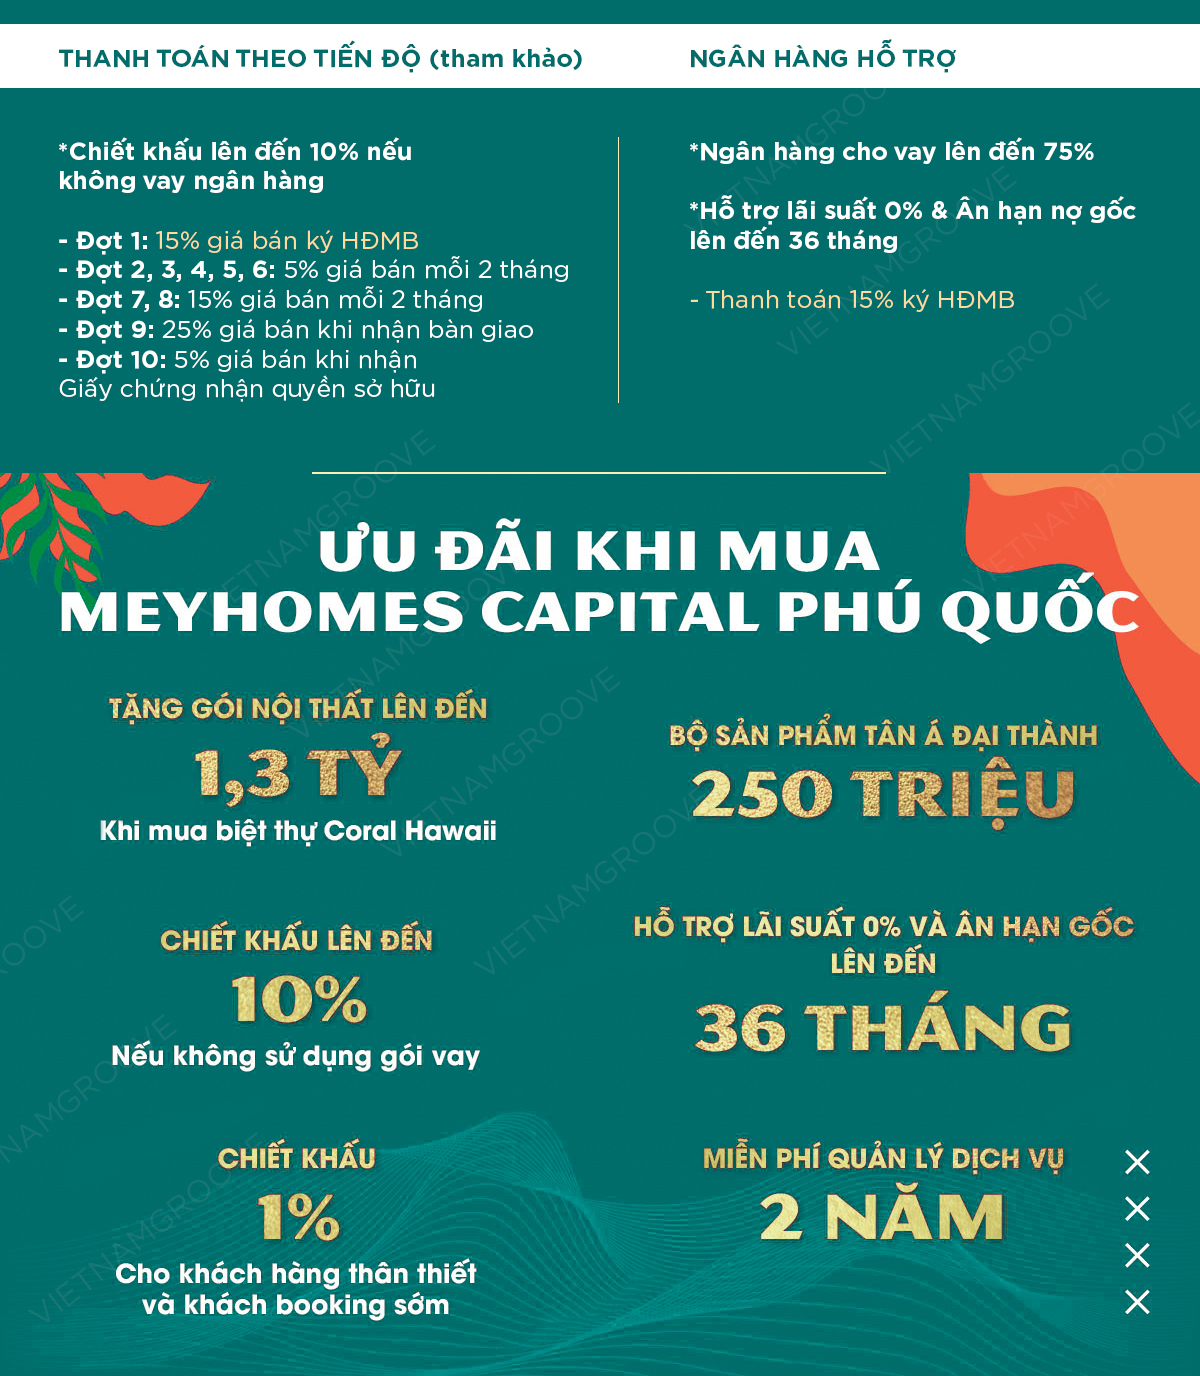 THANH TOÁN THEO TIẾN ĐỘ (tham khảo)
*Chiết khấu lên đến 10% nếu
không vay ngân hàng
- Đợt 1: 15% giá bán ký HĐMB
- Đợt 2, 3, 4, 5, 6: 5% giá bán mỗi 2 tháng
- Đợt 7, 8: 15% giá bán mỗi 2 tháng
- Đợt 9: 25% giá bán khi nhận bàn giao
- Đợt 10: 5% giá bán khi nhận
Giấy chứng nhận quyền sở hữu
NGÂN HÀNG HỖ TRỢ
*Ngân hàng cho vay lên đến 75%
*Hỗ trợ lãi suất 0% & Ân hạn nợ gốc
lên đến 36 tháng
- Thanh toán 15% ký HĐMB
ƯU ĐÃI KHI MUA
MEYHOMES CAPITAL PHÚ QUỐC
TẶNG GÓI NỘI THẤT LÊN ĐẾN
1,3 TỶ
Khi mua biệt thự Coral Hawaii
BỘ SẢN PHẨM TÂN Á ĐẠI THÀNH
250 TRIỆU
CHIẾT KHẤU LÊN ĐẾN
10%
Nếu không sử dụng gói vay
HỖ TRỢ LÃI SUẤT 0% VÀ ÂN HẠN GỐC
LÊN ĐẾN
36 THÁNG
CHIẾT KHẤU
1%
Cho khách hàng thân thiết
và khách booking sớm
MIỄN PHÍ QUẢN LÝ DỊCH VỤ
2 NĂM
VIETNAMGROOVE
VIETNAMGROOVE
VIETNAMGROOVE
VIETNAMGROOVE
VIETNAMGROOVE
VIETNAMGROOVE
VIETNAMGROOVE
VIETNAMGROOVE
VIETNAMGROOVE